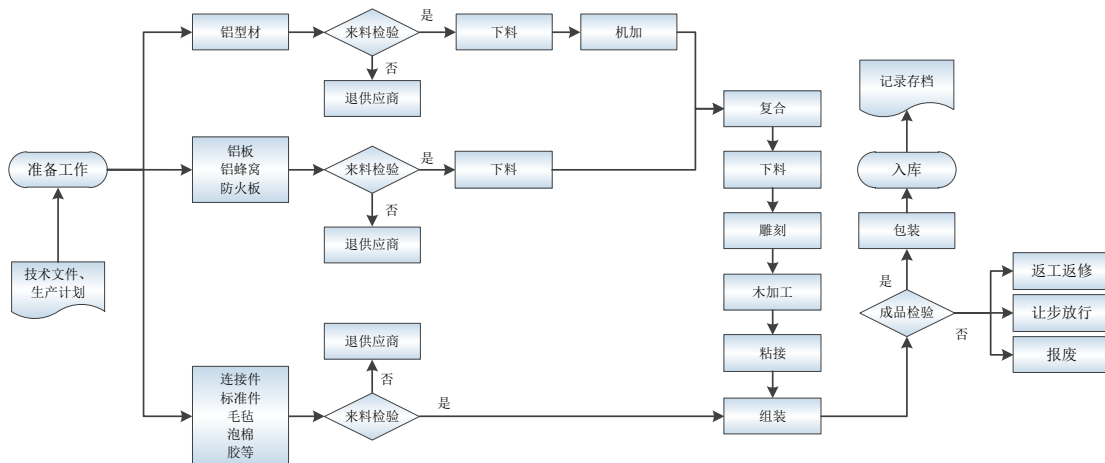 铝型材
来料检验
是
下料
机加
否
退供应商
记录存档
复合
准备工作
铝板
铝蜂窝
防火板
来料检验
是
下料
否
退供应商
下料
入库
雕刻
包装
技术文件、
生产计划
木加工
是
成品检验
否
返工返修
让步放行
报废
粘接
退供应商
否
连接件
标准件
毛毡
泡棉
胶等
来料检验
是
组装